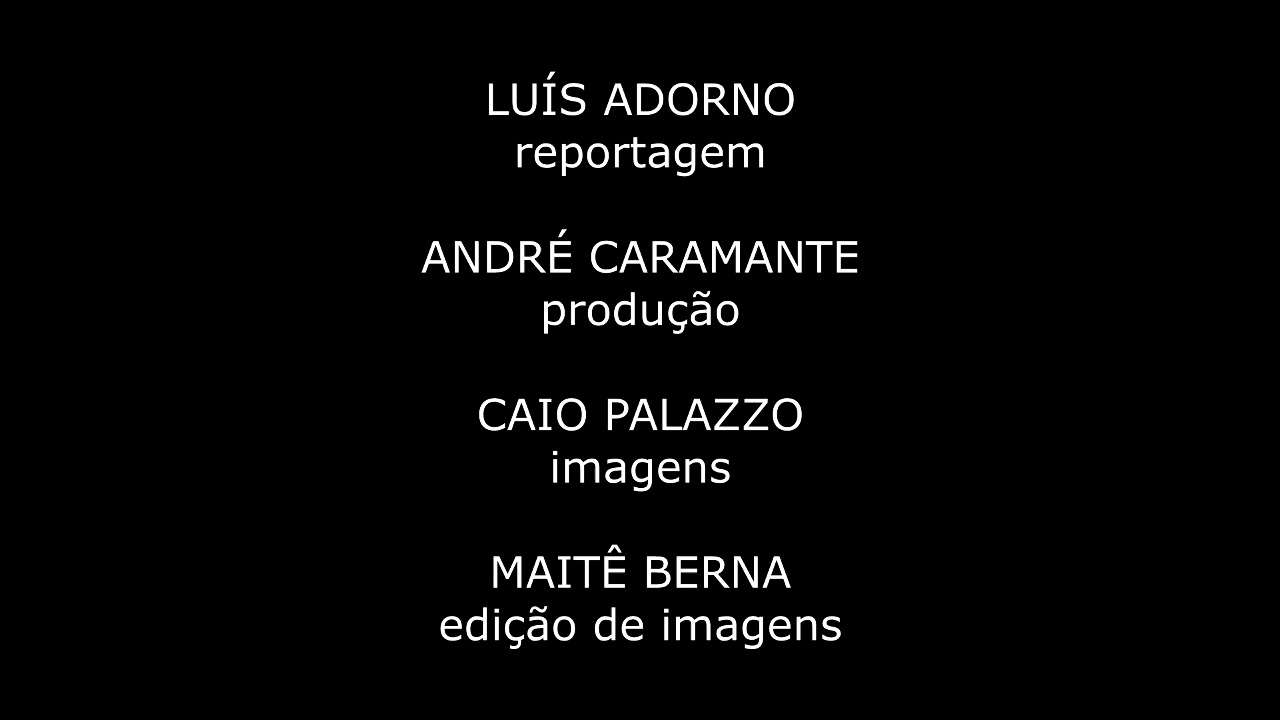 LUÍS ADORNO
reportagem
ANDRÉ CARAMANTE
produção
CAIO PALAZZO
imagens
MAITÊ BERNA
edição de imagens